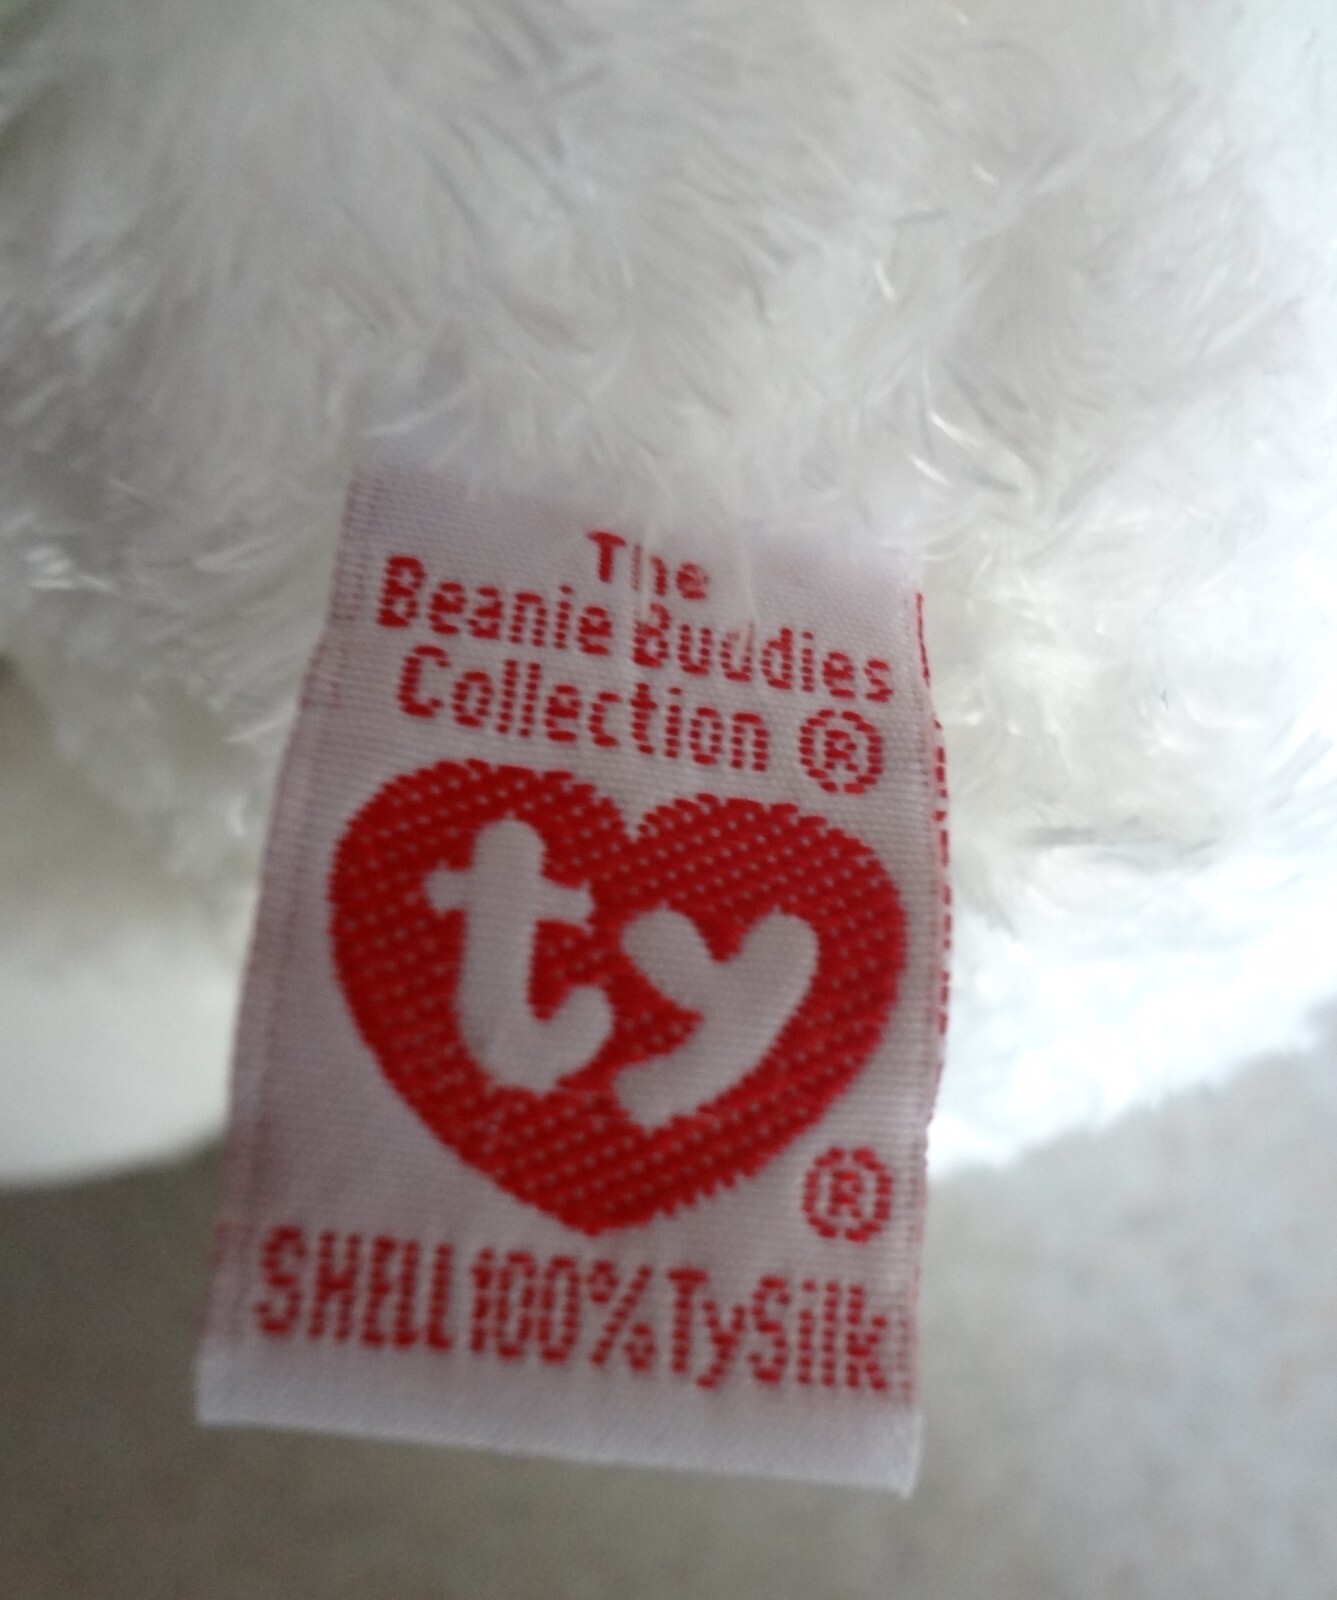 The
Beanie Buddies
Collection ®
ty
®
SHELL 100% TySilk